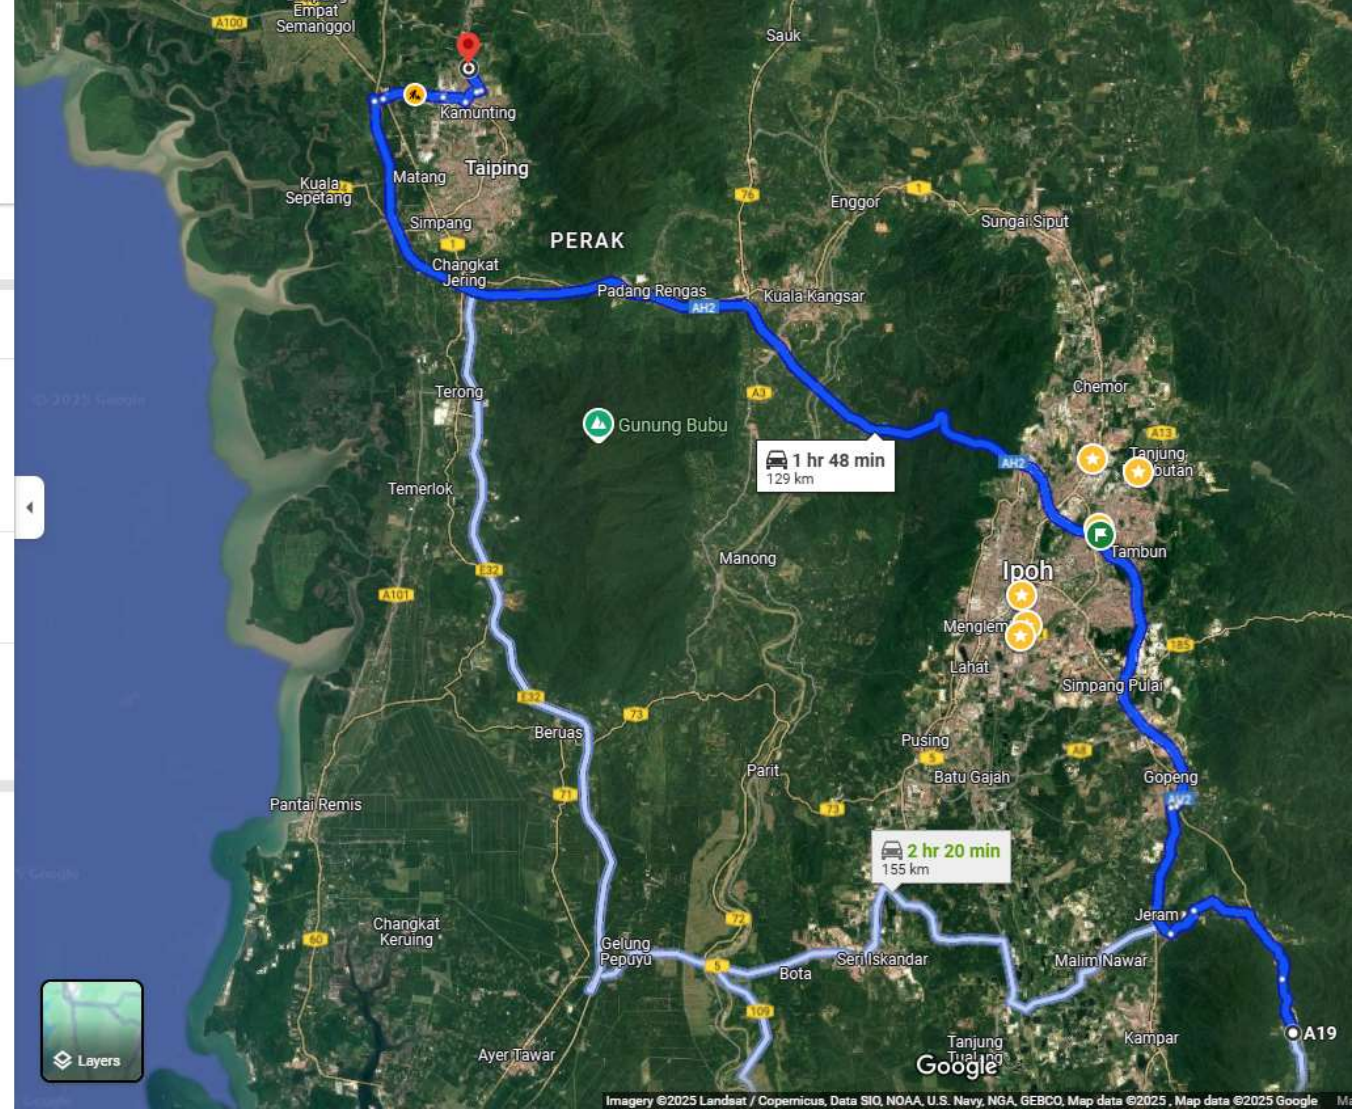 A100
Empat
Semanggol
Sauk
Kamunting
Taiping
Matang
Kuala
Sepetang
Simpang
1
Changkat
Jering
PERAK
76
Enggor
1
Sungai Siput
Padang Rengas
AH2
Kuala Kangsar
Terong
A3
Chemor
Gunung Bubu
1 hr 48 min
129 km
A13
Tanjung
AH2
Temerlok
Tambun
Manong
E32
Ipoh
A101
Lahat
185
Simpang Pulai
E32
73
Beruas
Pusing
5
A8
Batu Gajah
Gopeng
Parit
71
Pantai Remis
73
2 hr 20 min
155 km
72
Jeram
Changkat
Keruing
60
Gelung
Pepuyu
5
Bota
Seri Iskandar
Malim Nawar
109
A19
Tanjung
Tualang
Kampar
Layers
Ayer Tawar
Google
Imagery ©2025 Landsat / Copernicus, Data SIO, NOAA, U.S. Navy, NGA, GEBCO, Map data ©2025 , Map data ©2025 Google